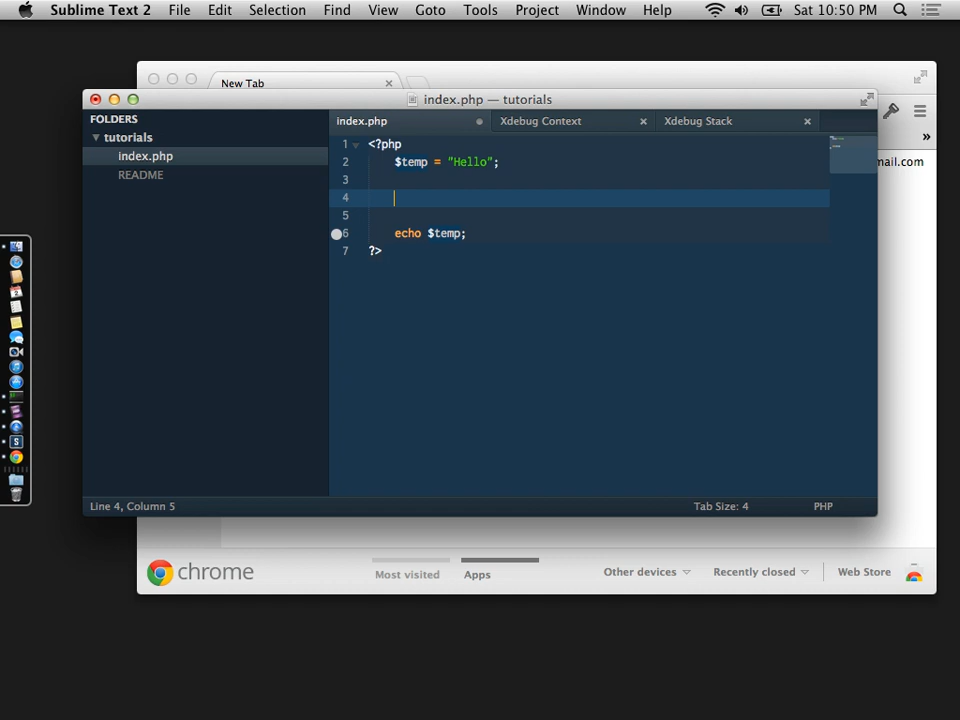 Sublime Text 2 File Edit Selection Find View Goto Tools Project Window Help Sat 10:50 PM
New Tab
index.php — tutorials
FOLDERS
tutorials
index.php
README
index.php Xdebug Context Xdebug Stack
1 <?php
2 $temp = "Hello";
3
4
5
6 echo $temp;
7 ?>
mail.com
Line 4, Column 5 Tab Size: 4 PHP
chrome Most visited Apps Other devices Recently closed Web Store